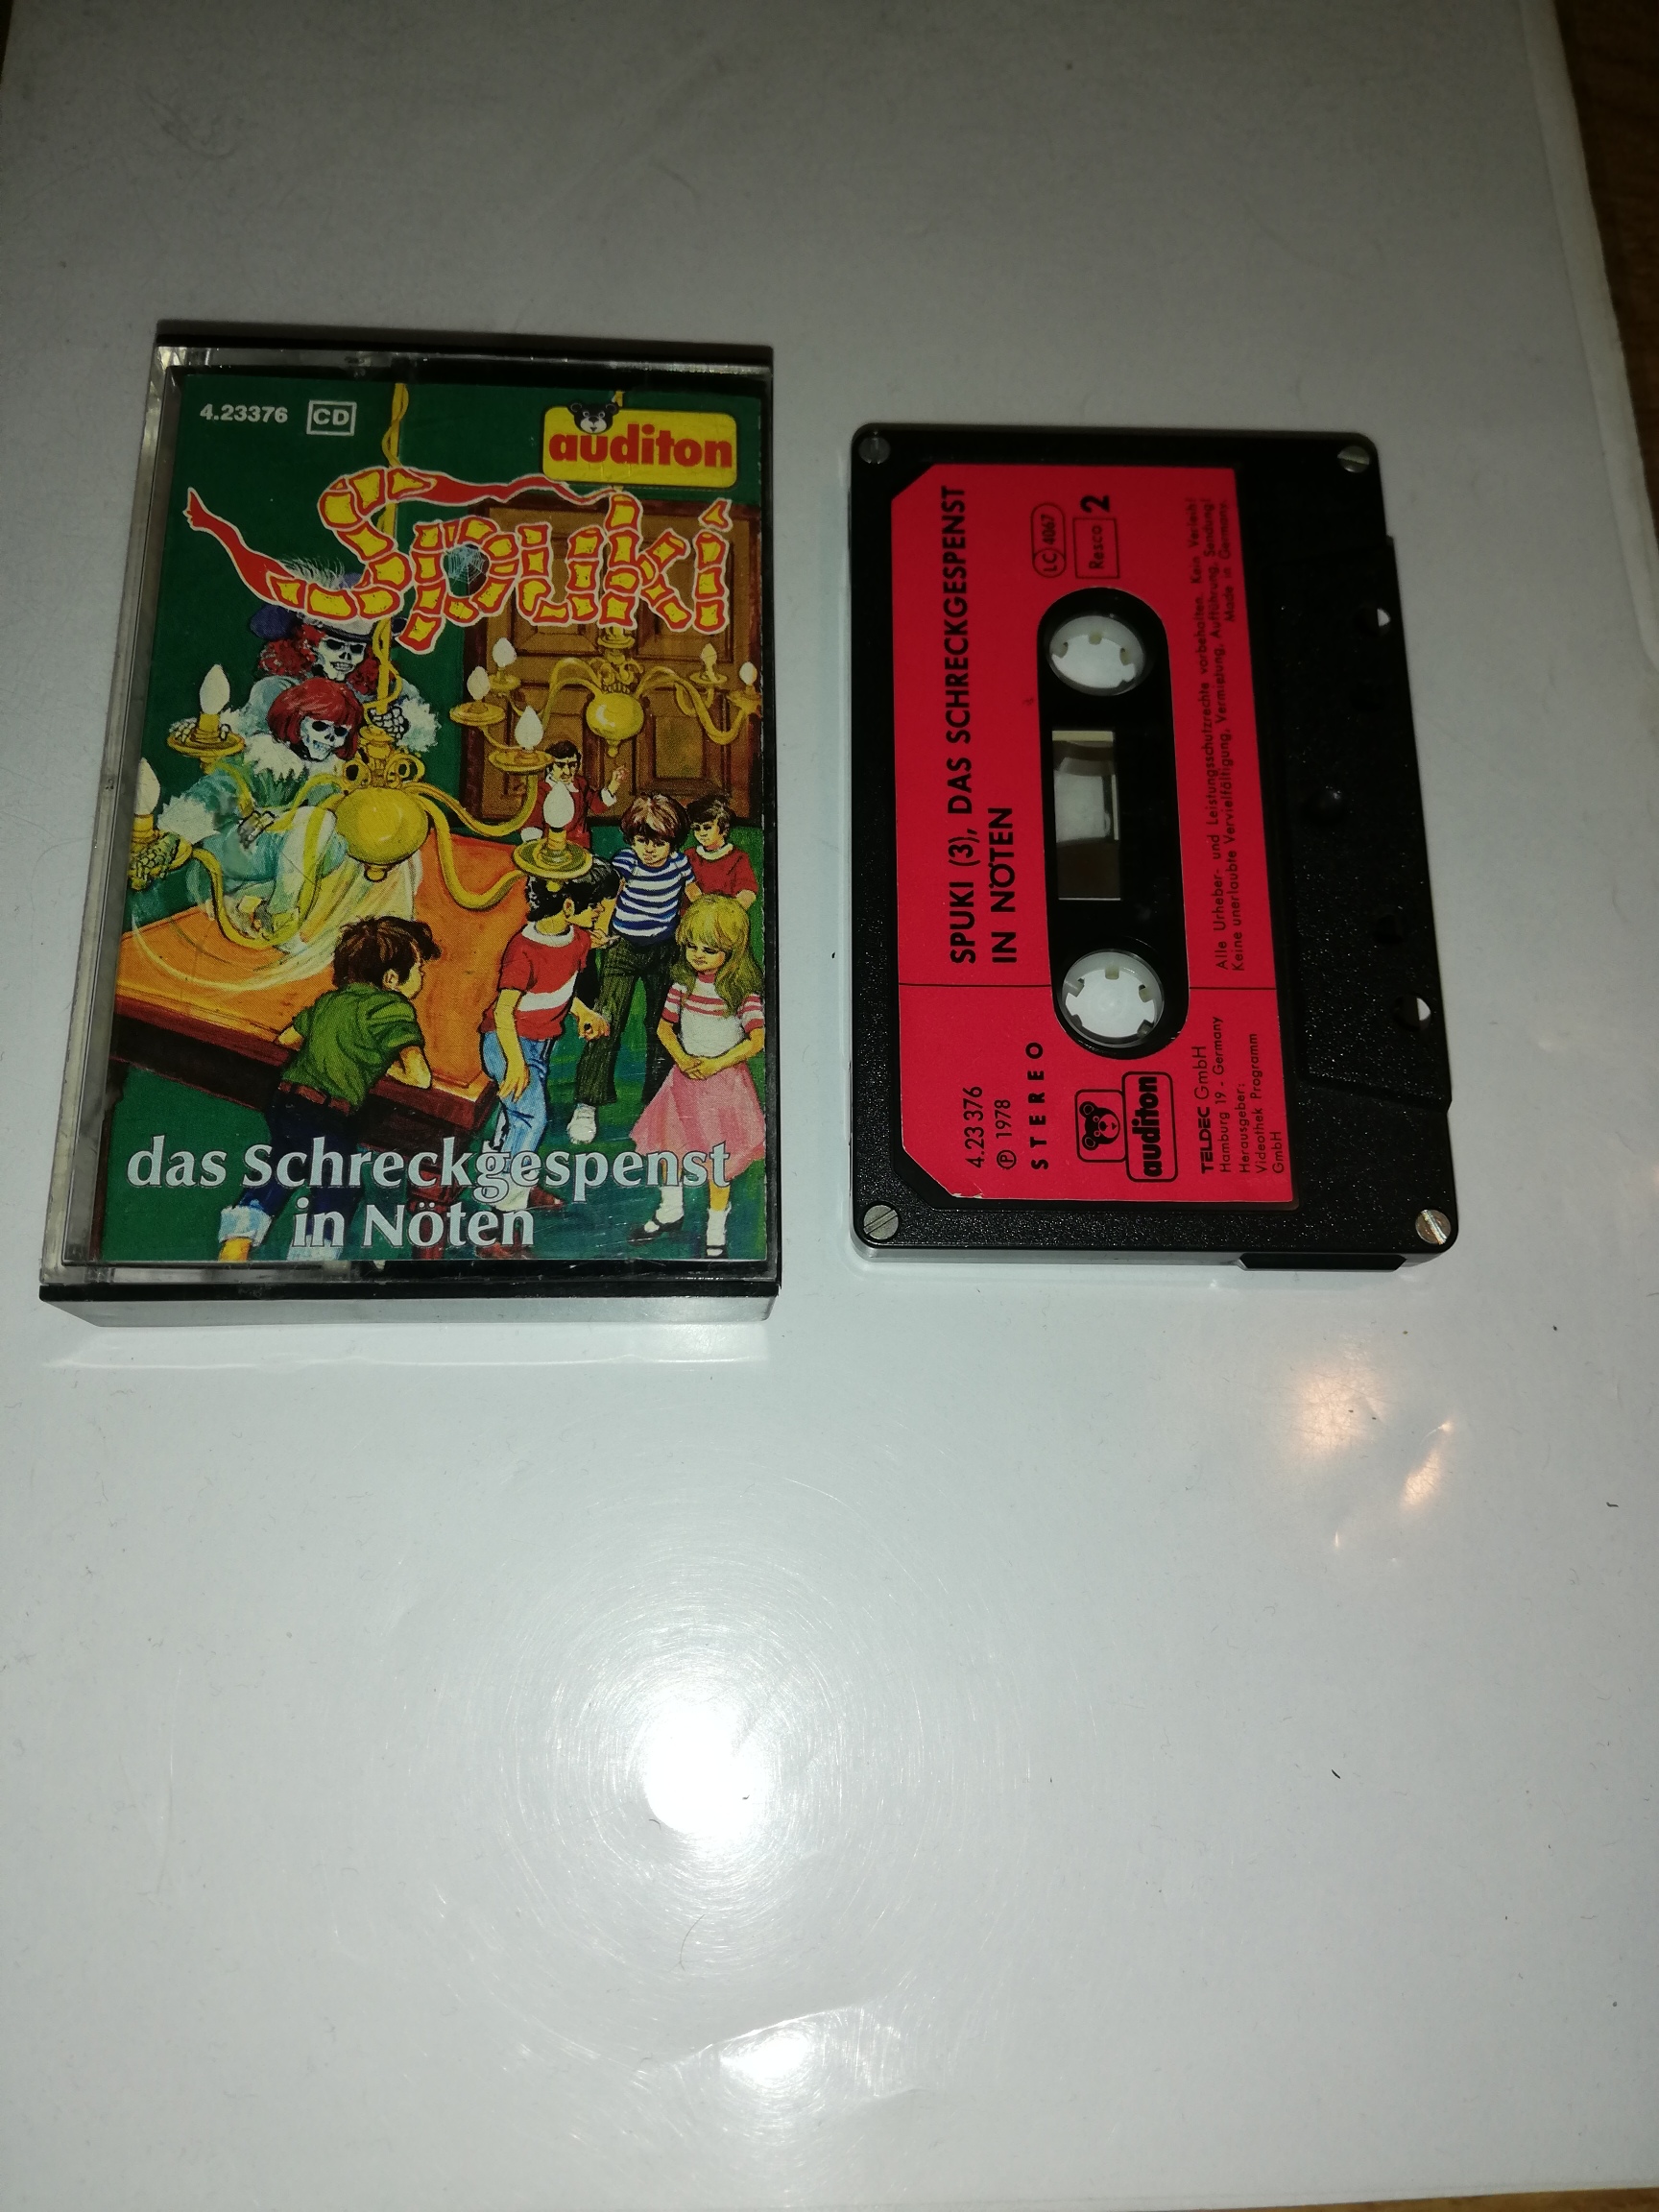 4.23376 CD
auditon
Spuki
das Schreckgespenst
in Nöten
SPUKI (3), DAS SCHRECKGESPENST
IN NÖTEN
LC 4067
Resco 2
Alle Urheber- und Leistungsschutzrechte vorbehalten. Kein Verleih!
Keine unerlaubte Vervielfältigung, Vermietung, Aufführung, Sendung!
Made in Germany.
4.23 376
℗ 1978
STEREO
auditon
TELDEC GmbH
Hamburg 19 - Germany
Herausgeber:
Videothek Programm
GmbH